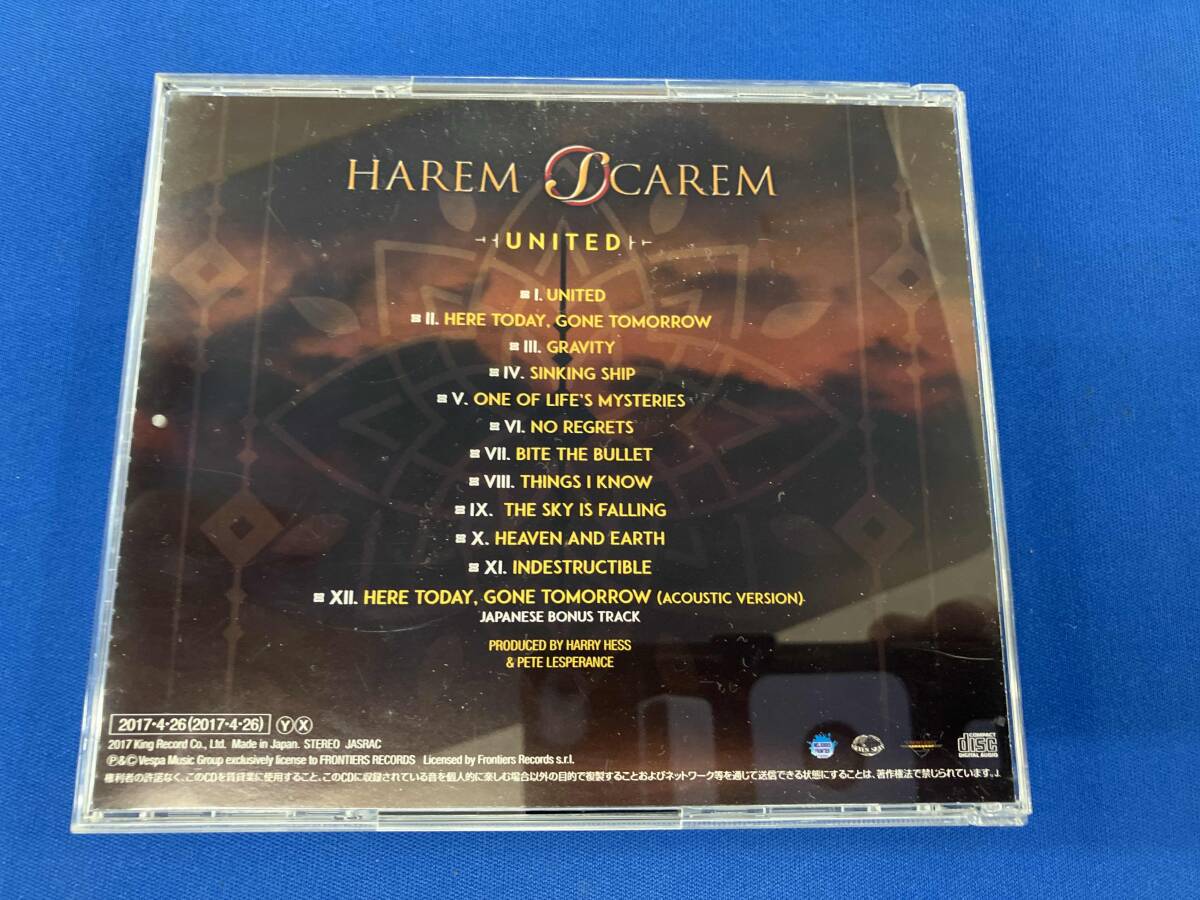 HAREM SCAREM
UNITED
I. UNITED
II. HERE TODAY, GONE TOMORROW
III. GRAVITY
IV. SINKING SHIP
V. ONE OF LIFE'S MYSTERIES
VI. NO REGRETS
VII. BITE THE BULLET
VIII. THINGS I KNOW
IX. THE SKY IS FALLING
X. HEAVEN AND EARTH
XI. INDESTRUCTIBLE
XII. HERE TODAY, GONE TOMORROW (ACOUSTIC VERSION)
JAPANESE BONUS TRACK
PRODUCED BY HARRY HESS
& PETE LESPERANCE
2017・4・26(2017・4・26) Ⓨ Ⓧ
2017 King Record Co., Ltd. Made in Japan. STEREO JASRAC
Ⓟ&© Vespa Music Group exclusively license to FRONTIERS RECORDS Licensed by Frontiers Records s.r.l.
COMPACT
disc
DIGITAL AUDIO
権利者の許諾なく、このCDを賃貸業に使用すること、このCDに収録されている音を個人的に楽しむ場合以外の目的で複製することおよびネットワーク等を通じて送信できる状態にすることは、著作権法で禁じられています。J